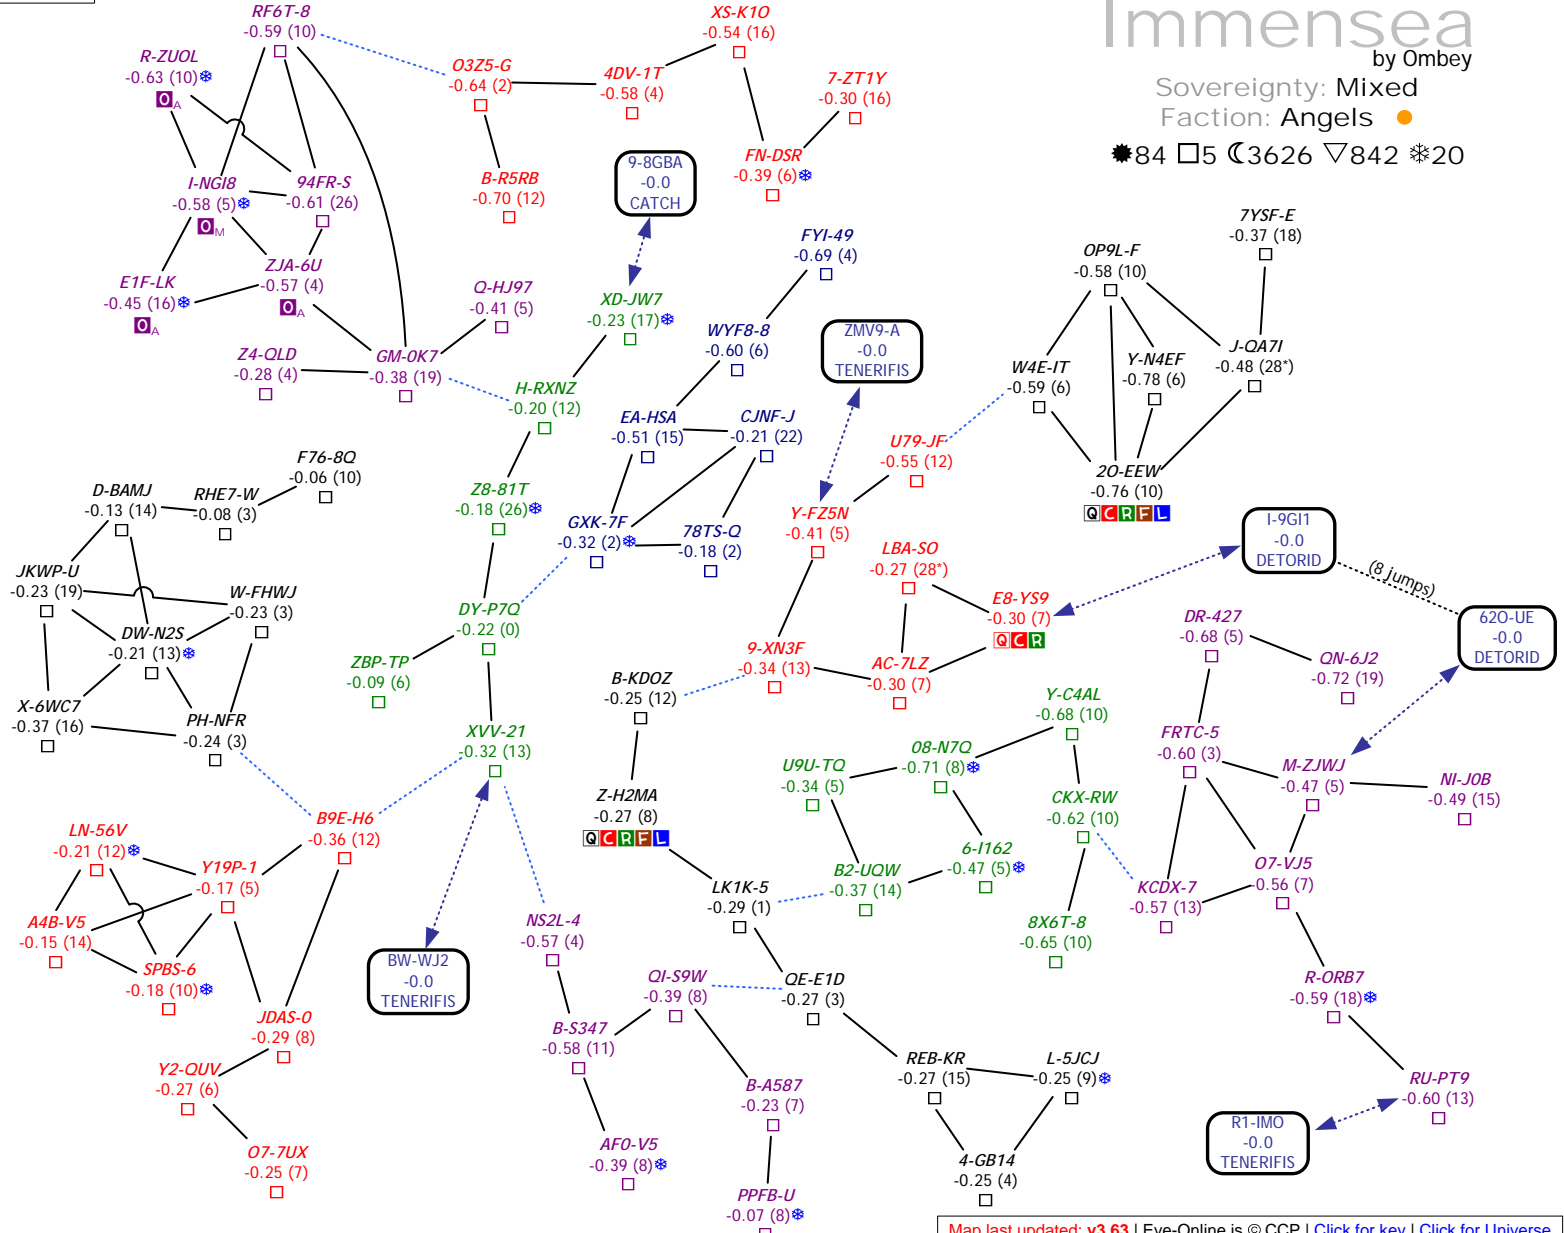 Immensea
by Ombey
Sovereignty: Mixed
Faction: Angels
84 5 3626 842 20
RF6T-8
-0.59 (10)
R-ZUOL
-0.63 (10)
0A
O3Z5-G
-0.64 (2)
XS-K1O
-0.54 (16)
4DV-1T
-0.58 (4)
7-ZT1Y
-0.30 (16)
FN-DSR
-0.39 (6)
B-R5RB
-0.70 (12)
9-8GBA
-0.0
CATCH
I-NGI8
-0.58 (5)
0M
94FR-S
-0.61 (26)
ZJA-6U
-0.57 (4)
0A
E1F-LK
-0.45 (16)
0A
Q-HJ97
-0.41 (5)
Z4-QLD
-0.28 (4)
GM-0K7
-0.38 (19)
XD-JW7
-0.23 (17)
H-RXNZ
-0.20 (12)
FYI-49
-0.69 (4)
WYF8-8
-0.60 (6)
EA-HSA
-0.51 (15)
CJNF-J
-0.21 (22)
GXK-7F
-0.32 (2)
78TS-Q
-0.18 (2)
ZMV9-A
-0.0
TENERIFIS
U79-JF
-0.55 (12)
Y-FZ5N
-0.41 (5)
OP9L-F
-0.58 (10)
7YSF-E
-0.37 (18)
W4E-IT
-0.59 (6)
Y-N4EF
-0.78 (6)
J-QA7I
-0.48 (28*)
2O-EEW
-0.76 (10)
Q C R F L
F76-8Q
-0.06 (10)
D-BAMJ
-0.13 (14)
RHE7-W
-0.08 (3)
Z8-81T
-0.18 (26)
JKWP-U
-0.23 (19)
W-FHWJ
-0.23 (3)
DW-N2S
-0.21 (13)
X-6WC7
-0.37 (16)
PH-NFR
-0.24 (3)
DY-P7Q
-0.22 (0)
ZBP-TP
-0.09 (6)
XVV-21
-0.32 (13)
LBA-SO
-0.27 (28*)
E8-YS9
-0.30 (7)
Q C R
I-9GI1
-0.0
DETORID
(8 jumps)
62O-UE
-0.0
DETORID
9-XN3F
-0.34 (13)
AC-7LZ
-0.30 (7)
B-KDOZ
-0.25 (12)
Z-H2MA
-0.27 (8)
Q C R F L
DR-427
-0.68 (5)
QN-6J2
-0.72 (19)
Y-C4AL
-0.68 (10)
08-N7Q
-0.71 (8)
U9U-TQ
-0.34 (5)
CKX-RW
-0.62 (10)
FRTC-5
-0.60 (3)
M-ZJWJ
-0.47 (5)
NI-J0B
-0.49 (15)
6-I162
-0.47 (5)
B2-UQW
-0.37 (14)
LK1K-5
-0.29 (1)
8X6T-8
-0.65 (10)
KCDX-7
-0.57 (13)
O7-VJ5
-0.56 (7)
LN-56V
-0.21 (12)
Y19P-1
-0.17 (5)
B9E-H6
-0.36 (12)
A4B-V5
-0.15 (14)
SPBS-6
-0.18 (10)
JDAS-0
-0.29 (8)
Y2-QUV
-0.27 (6)
O7-7UX
-0.25 (7)
BW-WJ2
-0.0
TENERIFIS
NS2L-4
-0.57 (4)
QI-S9W
-0.39 (8)
QE-E1D
-0.27 (3)
B-S347
-0.58 (11)
B-A587
-0.23 (7)
AF0-V5
-0.39 (8)
PPFB-U
-0.07 (8)
REB-KR
-0.27 (15)
L-5JCJ
-0.25 (9)
4-GB14
-0.25 (4)
R-ORB7
-0.59 (18)
RU-PT9
-0.60 (13)
R1-IMO
-0.0
TENERIFIS
Map last updated: v3.63 | Eve-Online is © CCP | Click for key | Click for Universe